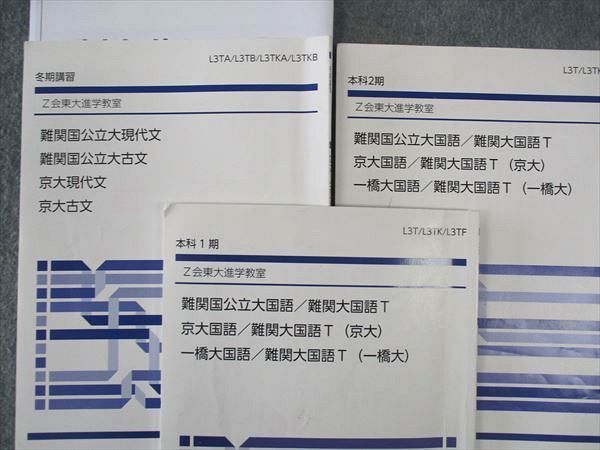 L3TA/L3TB/L3TKA/L3TKB
冬期講習
Z会東大進学教室
難関国公立大現代文
難関国公立大古文
京大現代文
京大古文
本科2期
Z会東大進学教室
難関国公立大国語/難関大国語T
京大国語/難関大国語T(京大)
一橋大国語/難関大国語T(一橋大)
L3T/L3TK/L3TF
本科1期
Z会東大進学教室
難関国公立大国語/難関大国語T
京大国語/難関大国語T(京大)
一橋大国語/難関大国語T(一橋大)